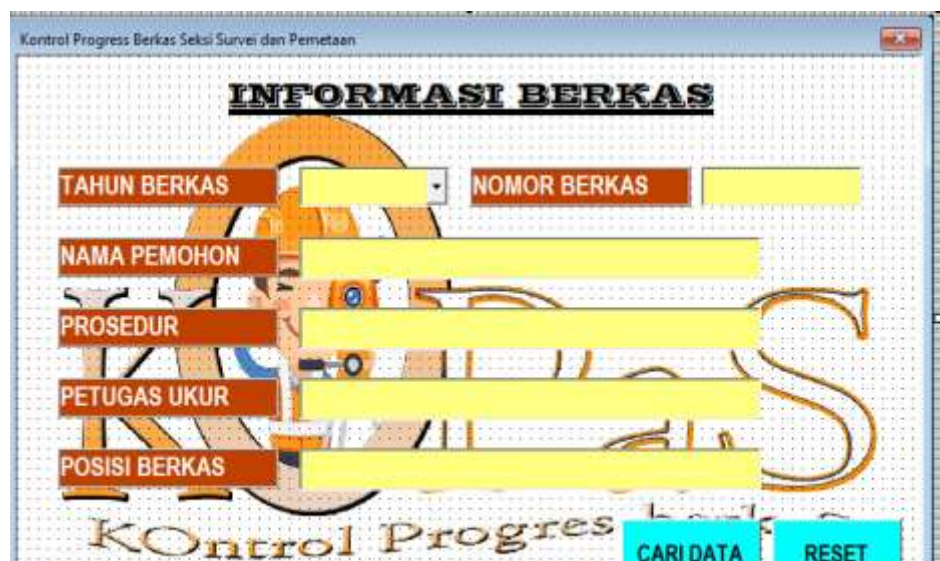 Kontrol Progress Berkas Seksi Survei dan Pemetaan
INFORMASI BERKAS
TAHUN BERKAS NOMOR BERKAS
NAMA PEMOHON
PROSEDUR
PETUGAS UKUR
POSISI BERKAS
KOntrol Progres
CARI DATA RESET